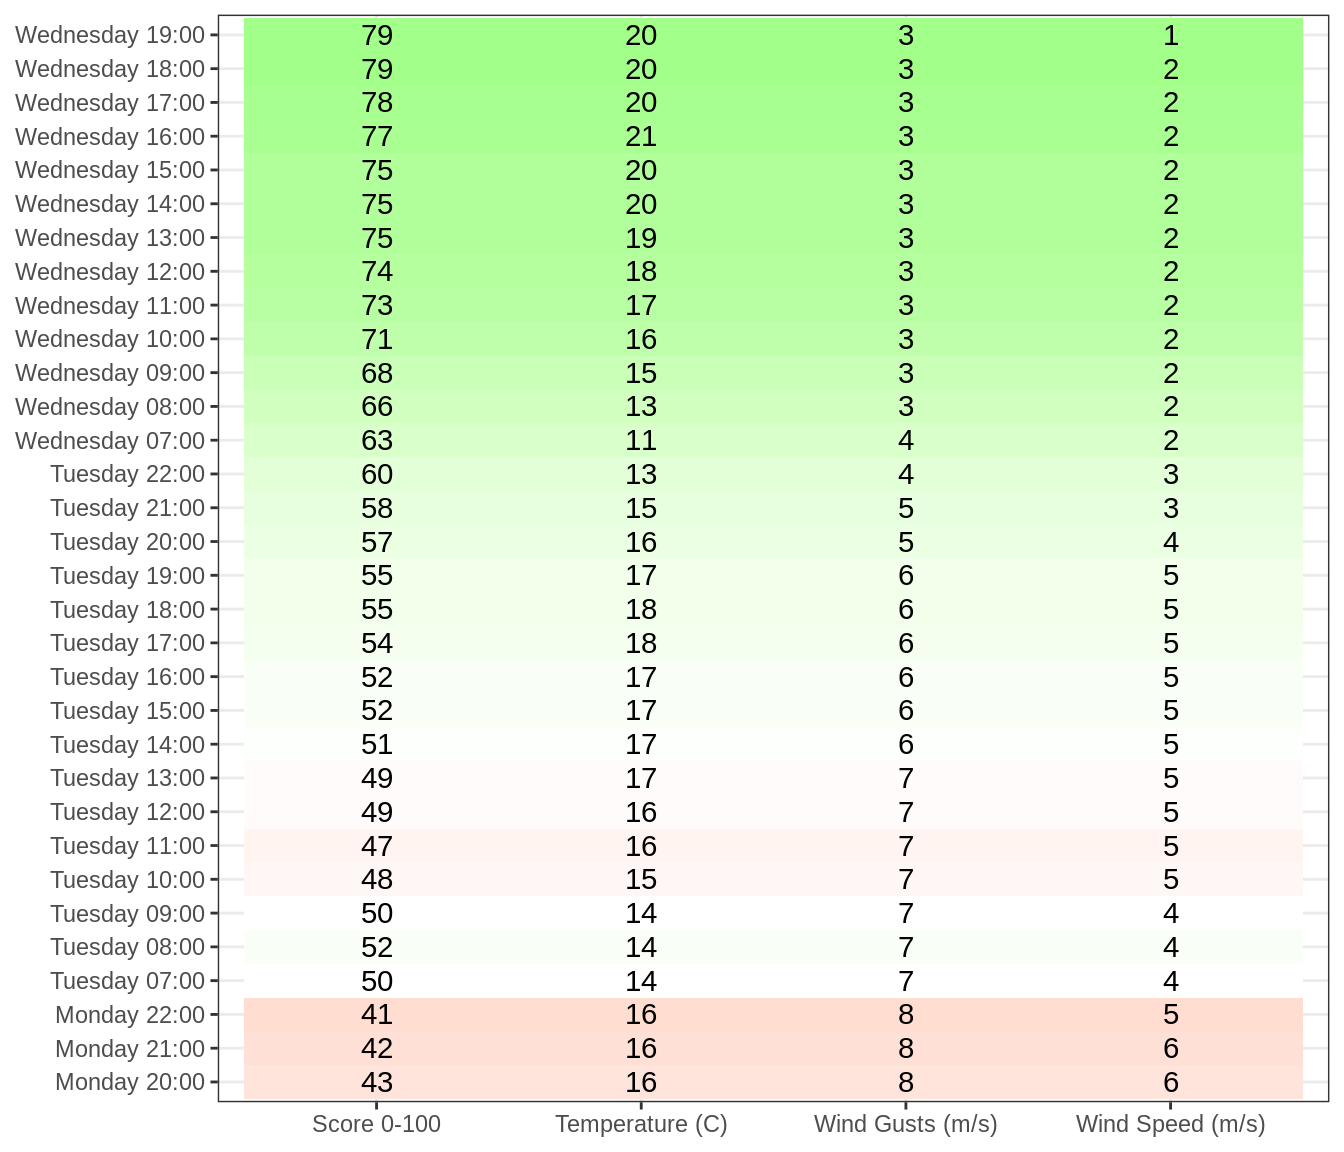 Wednesday 19:00 79 20 3 1
Wednesday 18:00 79 20 3 2
Wednesday 17:00 78 20 3 2
Wednesday 16:00 77 21 3 2
Wednesday 15:00 75 20 3 2
Wednesday 14:00 75 20 3 2
Wednesday 13:00 75 19 3 2
Wednesday 12:00 74 18 3 2
Wednesday 11:00 73 17 3 2
Wednesday 10:00 71 16 3 2
Wednesday 09:00 68 15 3 2
Wednesday 08:00 66 13 3 2
Wednesday 07:00 63 11 4 2
Tuesday 22:00 60 13 4 3
Tuesday 21:00 58 15 5 3
Tuesday 20:00 57 16 5 4
Tuesday 19:00 55 17 6 5
Tuesday 18:00 55 18 6 5
Tuesday 17:00 54 18 6 5
Tuesday 16:00 52 17 6 5
Tuesday 15:00 52 17 6 5
Tuesday 14:00 51 17 6 5
Tuesday 13:00 49 17 7 5
Tuesday 12:00 49 16 7 5
Tuesday 11:00 47 16 7 5
Tuesday 10:00 48 15 7 5
Tuesday 09:00 50 14 7 4
Tuesday 08:00 52 14 7 4
Tuesday 07:00 50 14 7 4
Monday 22:00 41 16 8 5
Monday 21:00 42 16 8 6
Monday 20:00 43 16 8 6
Score 0-100 Temperature (C) Wind Gusts (m/s) Wind Speed (m/s)